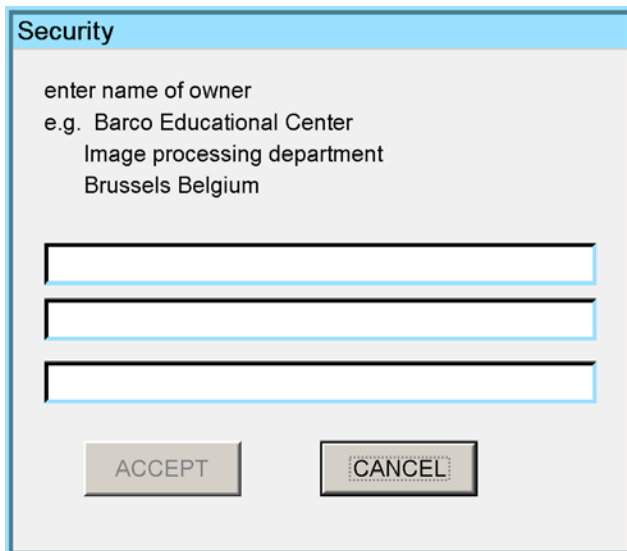 Security
enter name of owner
e.g. Barco Educational Center
Image processing department
Brussels Belgium
ACCEPT
CANCEL